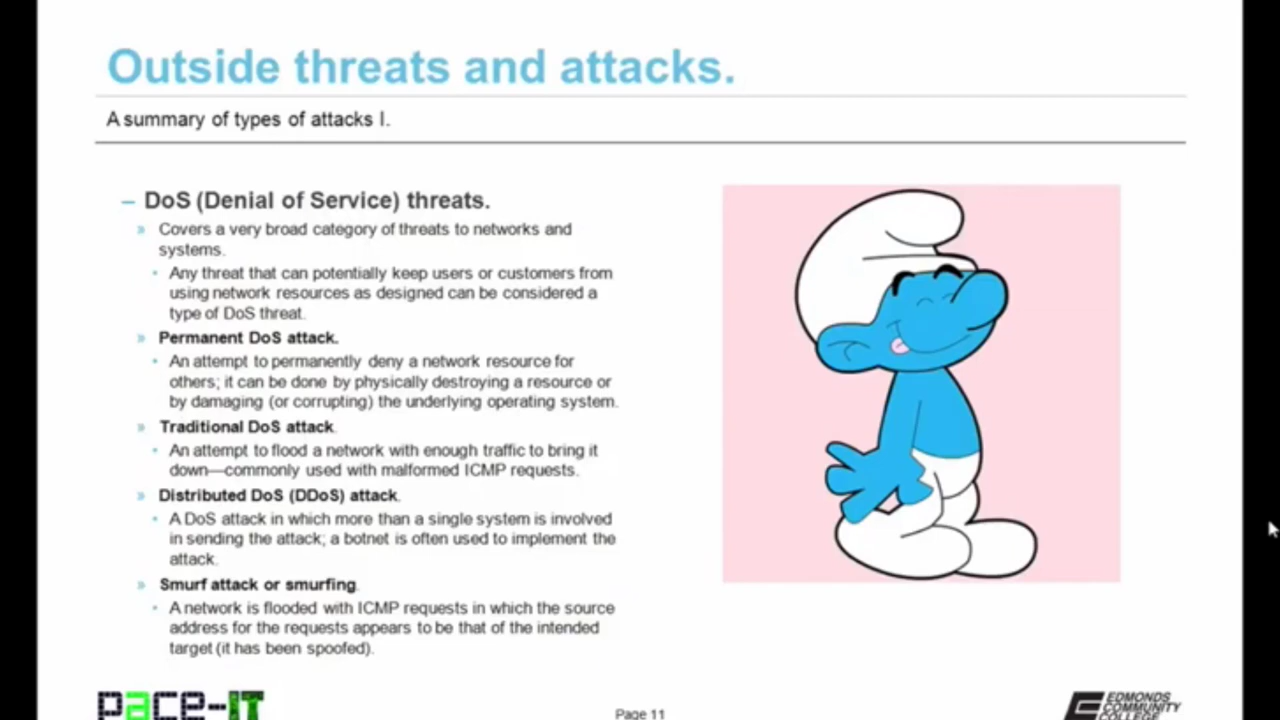 Outside threats and attacks.
A summary of types of attacks I.
– DoS (Denial of Service) threats.
» Covers a very broad category of threats to networks and
systems.
• Any threat that can potentially keep users or customers from
using network resources as designed can be considered a
type of DoS threat.
» Permanent DoS attack.
• An attempt to permanently deny a network resource for
others; it can be done by physically destroying a resource or
by damaging (or corrupting) the underlying operating system.
» Traditional DoS attack.
• An attempt to flood a network with enough traffic to bring it
down—commonly used with malformed ICMP requests.
» Distributed DoS (DDoS) attack.
• A DoS attack in which more than a single system is involved
in sending the attack; a botnet is often used to implement the
attack.
» Smurf attack or smurfing.
• A network is flooded with ICMP requests in which the source
address for the requests appears to be that of the intended
target (it has been spoofed).
pace-IT
Page 11
EDMONDS
COMMUNITY
COLLEGE